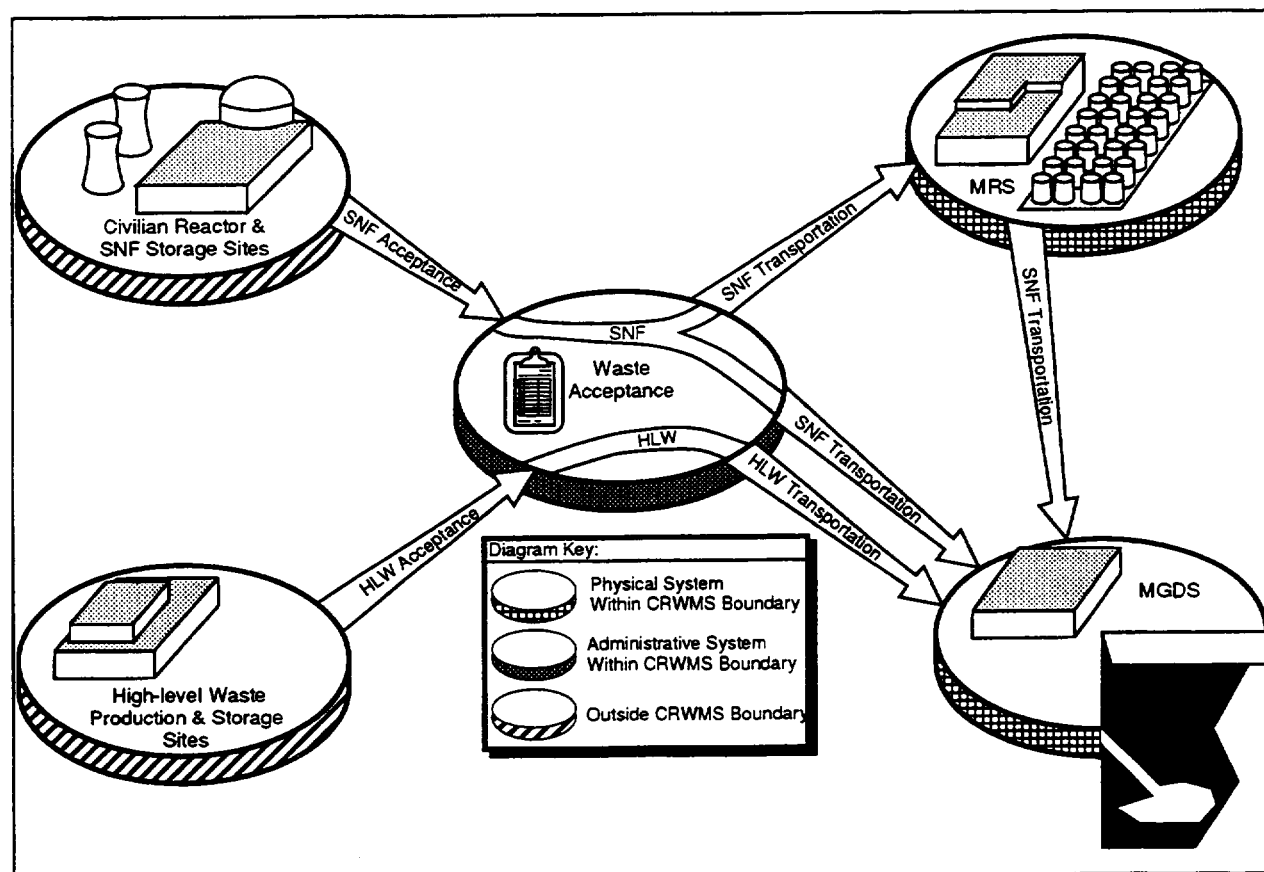 Civilian Reactor &
SNF Storage Sites
SNF Acceptance
SNF Transportation
MRS
SNF Transportation
SNF
Waste
Acceptance
HLW
SNF Transportation
HLW Transportation
HLW Acceptance
High-level Waste
Production & Storage
Sites
MGDS
Diagram Key:
Physical System
Within CRWMS Boundary
Administrative System
Within CRWMS Boundary
Outside CRWMS Boundary